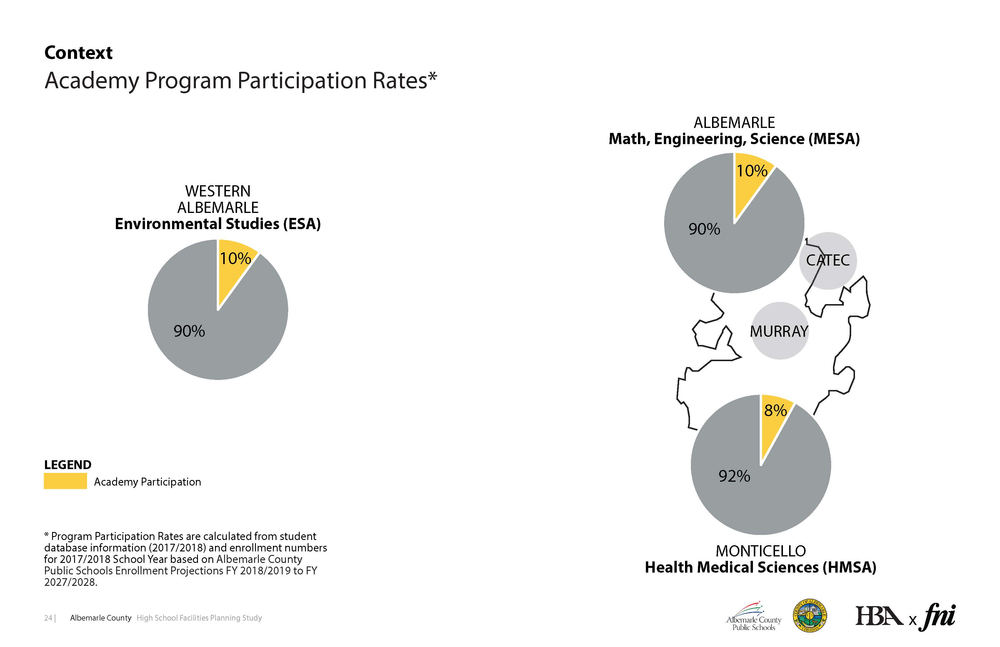 Context
Academy Program Participation Rates*
ALBEMARLE
Math, Engineering, Science (MESA)
10%
90%
WESTERN
ALBEMARLE
Environmental Studies (ESA)
10%
90%
CATEC
MURRAY
8%
92%
MONTICELLO
Health Medical Sciences (HMSA)
LEGEND
Academy Participation
* Program Participation Rates are calculated from student
database information (2017/2018) and enrollment numbers
for 2017/2018 School Year based on Albemarle County
Public Schools Enrollment Projections FY 2018/2019 to FY
2027/2028.
24 | Albemarle County High School Facilities Planning Study
Albemarle County
Public Schools
COUNTY OF ALBEMARLE
VIRGINIA
HBA x fni